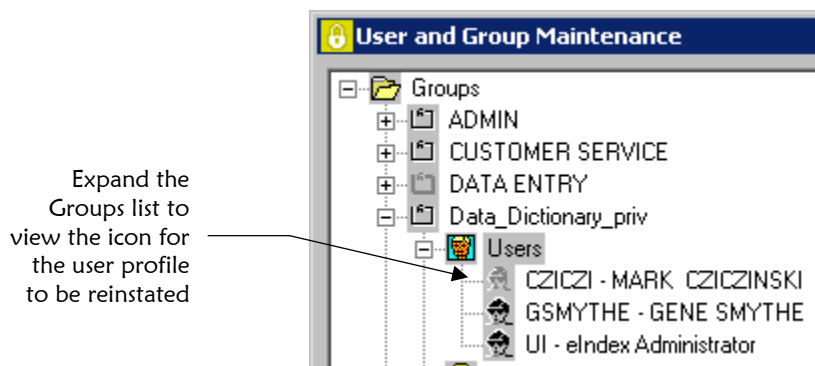 User and Group Maintenance
Groups
ADMIN
CUSTOMER SERVICE
DATA ENTRY
Data_Dictionary_priv
Users
CZICZI - MARK  CZICZINSKI
GSMYTHE - GENE SMYTHE
UI - eIndex Administrator
Expand the
Groups list to
view the icon for
the user profile
to be reinstated